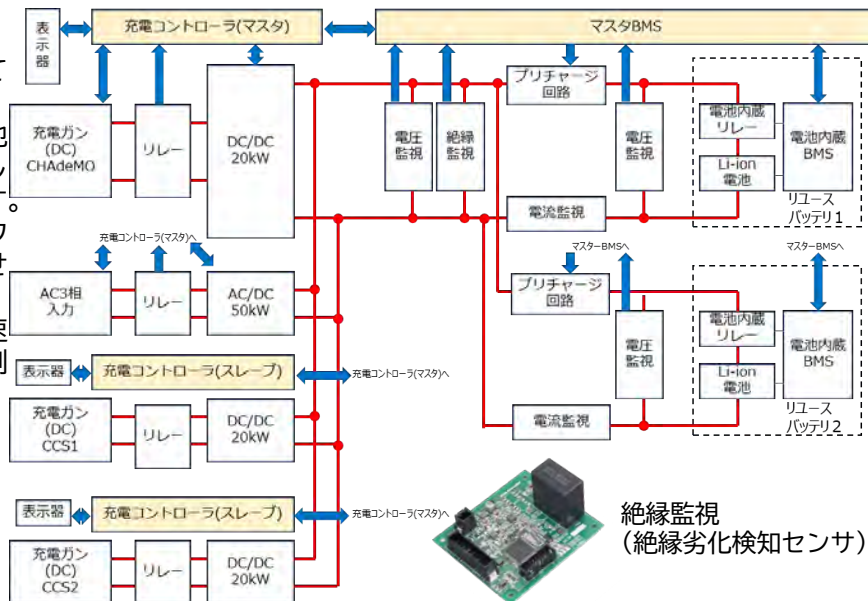 表
示
器
充電コントローラ(マスタ)
マスタBMS
て
充電ガン
(DC)
CHAdeMO
リレー
DC/DC
20kW
電圧
監視
絶縁
監視
プリチャージ
回路
電圧
監視
電池内蔵
リレー
Li-ion
電池
電池内蔵
BMS
リユース
バッテリ1
電流監視
。
充電コントローラ(マスタ)へ
AC3相
入力
リレー
AC/DC
50kW
マスターBMSへ
マスターBMSへ
プリチャージ
回路
電圧
監視
電池内蔵
リレー
Li-ion
電池
電池内蔵
BMS
リユース
バッテリ2
電流監視
表示器
充電コントローラ(スレーブ)
充電コントローラ(マスタ)へ
充電ガン
(DC)
CCS1
リレー
DC/DC
20kW
表示器
充電コントローラ(スレーブ)
充電コントローラ(マスタ)へ
充電ガン
(DC)
CCS2
リレー
DC/DC
20kW
絶縁監視
(絶縁劣化検知センサ)